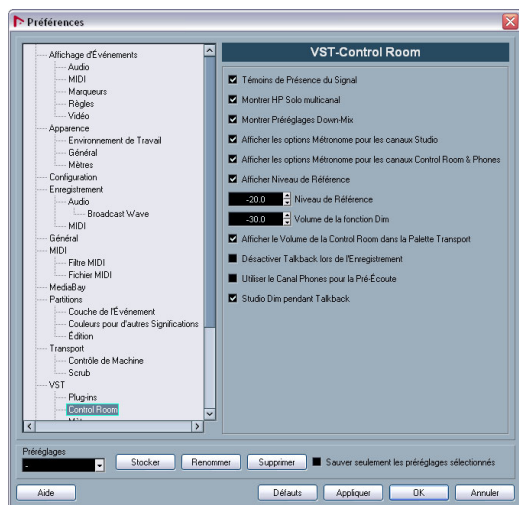 Préférences
Affichage d'Événements
Audio
MIDI
Marqueurs
Règles
Vidéo
Apparence
Environnement de Travail
Général
Mètres
Configuration
Enregistrement
Audio
Broadcast Wave
MIDI
Général
MIDI
Filtre MIDI
Fichier MIDI
MediaBay
Partitions
Couche de l'Événement
Couleurs pour d'autres Significations
Édition
Transport
Contrôle de Machine
Scrub
VST
Plug-ins
Control Room
VST-Control Room
Témoins de Présence du Signal
Montrer HP Solo multicanal
Montrer Préréglages Down-Mix
Afficher les options Métronome pour les canaux Studio
Afficher les options Métronome pour les canaux Control Room & Phones
Afficher Niveau de Référence
-20.0 Niveau de Référence
-30.0 Volume de la fonction Dim
Afficher le Volume de la Control Room dans la Palette Transport
Désactiver Talkback lors de l'Enregistrement
Utiliser le Canal Phones pour la Pré-Écoute
Studio Dim pendant Talkback
Préréglages
- Stocker Renommer Supprimer Sauver seulement les préréglages sélectionnés
Aide Défauts Appliquer OK Annuler